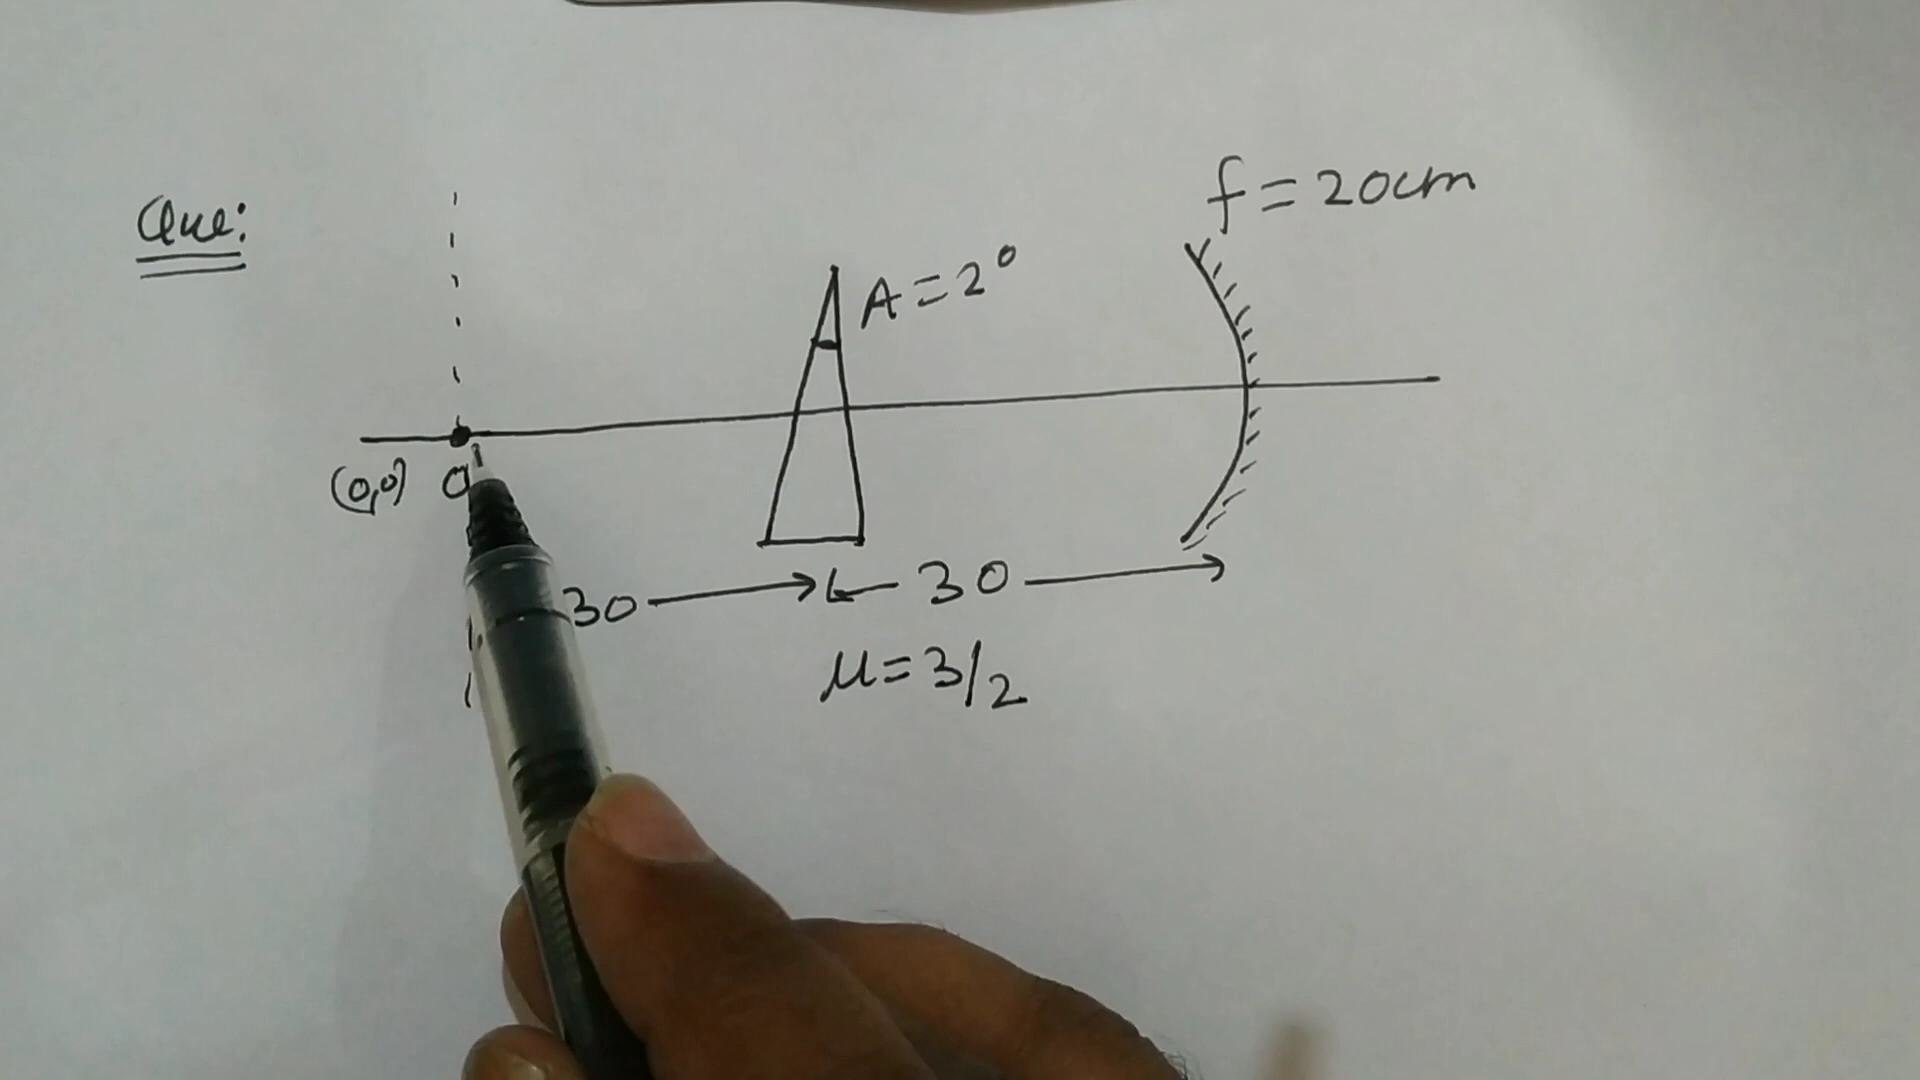 Que:
f = 20cm
A = 2°
(0,0) O
30 30
μ = 3/2